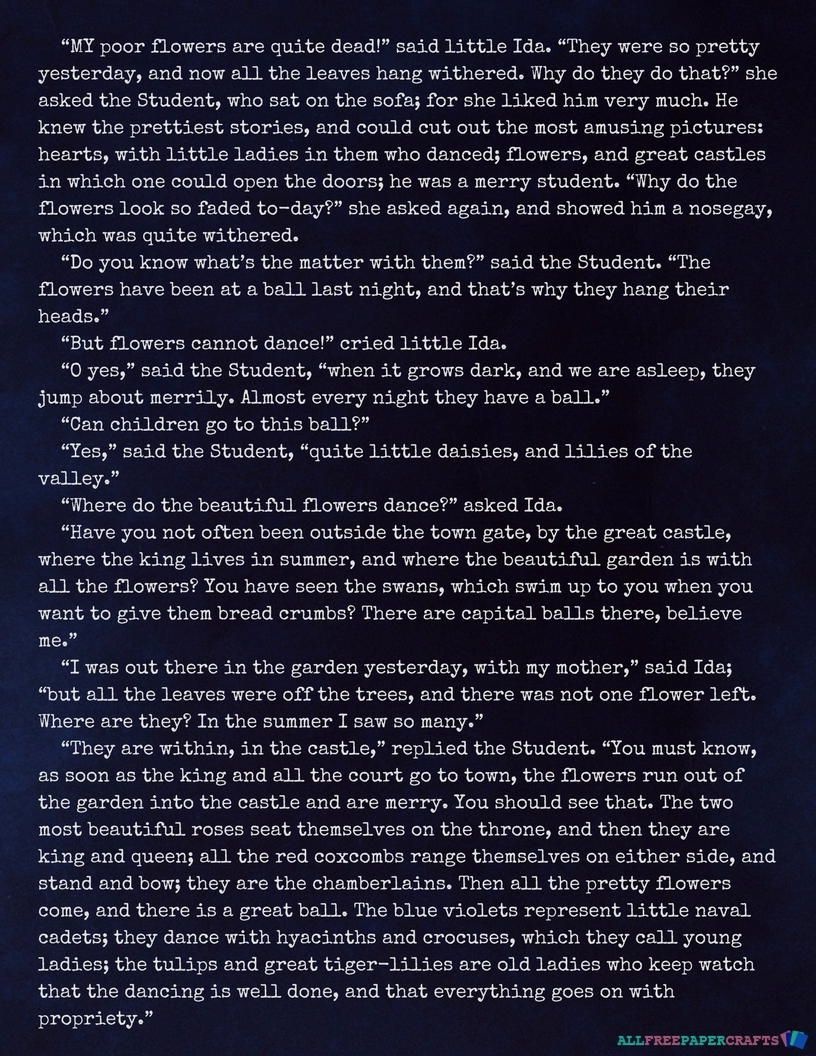 “MY poor flowers are quite dead!” said little Ida. “They were so pretty
yesterday, and now all the leaves hang withered. Why do they do that?” she
asked the Student, who sat on the sofa; for she liked him very much. He
knew the prettiest stories, and could cut out the most amusing pictures:
hearts, with little ladies in them who danced; flowers, and great castles
in which one could open the doors; he was a merry student. “Why do the
flowers look so faded to-day?” she asked again, and showed him a nosegay,
which was quite withered.
“Do you know what’s the matter with them?” said the Student. “The
flowers have been at a ball last night, and that’s why they hang their
heads.”
“But flowers cannot dance!” cried little Ida.
“O yes,” said the Student, “when it grows dark, and we are asleep, they
jump about merrily. Almost every night they have a ball.”
“Can children go to this ball?”
“Yes,” said the Student, “quite little daisies, and lilies of the
valley.”
“Where do the beautiful flowers dance?” asked Ida.
“Have you not often been outside the town gate, by the great castle,
where the king lives in summer, and where the beautiful garden is with
all the flowers? You have seen the swans, which swim up to you when you
want to give them bread crumbs? There are capital balls there, believe
me.”
“I was out there in the garden yesterday, with my mother,” said Ida;
“but all the leaves were off the trees, and there was not one flower left.
Where are they? In the summer I saw so many.”
“They are within, in the castle,” replied the Student. “You must know,
as soon as the king and all the court go to town, the flowers run out of
the garden into the castle and are merry. You should see that. The two
most beautiful roses seat themselves on the throne, and then they are
king and queen; all the red coxcombs range themselves on either side, and
stand and bow; they are the chamberlains. Then all the pretty flowers
come, and there is a great ball. The blue violets represent little naval
cadets; they dance with hyacinths and crocuses, which they call young
ladies; the tulips and great tiger-lilies are old ladies who keep watch
that the dancing is well done, and that everything goes on with
propriety.”
ALLFREEPAPERCRAFTS